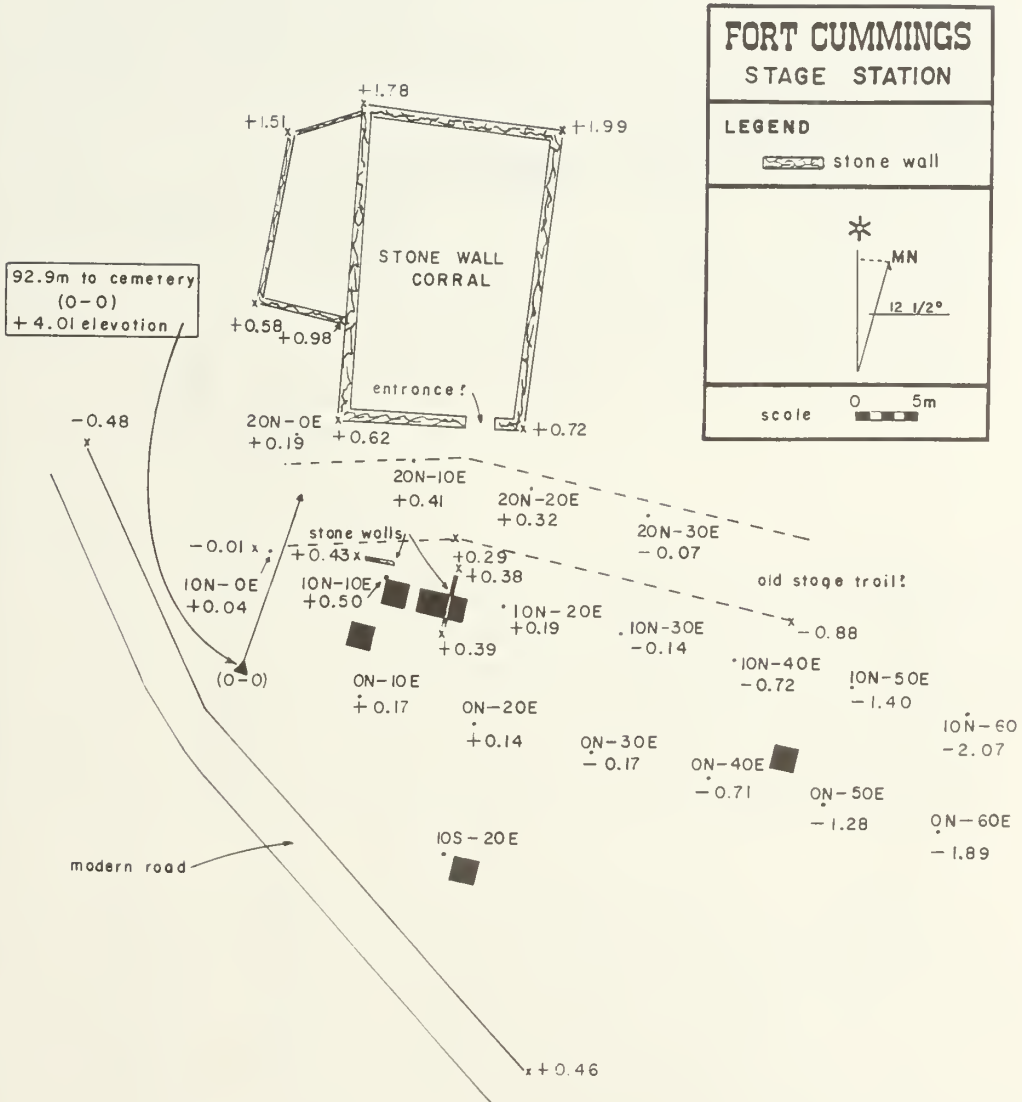 FORT CUMMINGS
STAGE STATION
LEGEND
stone wall
MN
12 1/2°
scale
0 5m
+1.78
+1.51
+1.99
STONE WALL
CORRAL
92.9m to cemetery
(0-0)
+4.01 elevation
+0.58
+0.98
entrance?
-0.48
20N-0E
+0.19
+0.62
+0.72
20N-10E
+0.41
20N-20E
+0.32
20N-30E
-0.07
stone walls
-0.01
+0.43
+0.29
+0.38
old stage trail?
10N-0E
+0.04
10N-10E
+0.50
10N-20E
+0.19
10N-30E
-0.14
-0.88
+0.39
10N-40E
-0.72
10N-50E
-1.40
10N-60
-2.07
(0-0)
0N-10E
+0.17
0N-20E
+0.14
0N-30E
-0.17
0N-40E
-0.71
0N-50E
-1.28
0N-60E
-1.89
10S-20E
modern road
+0.46